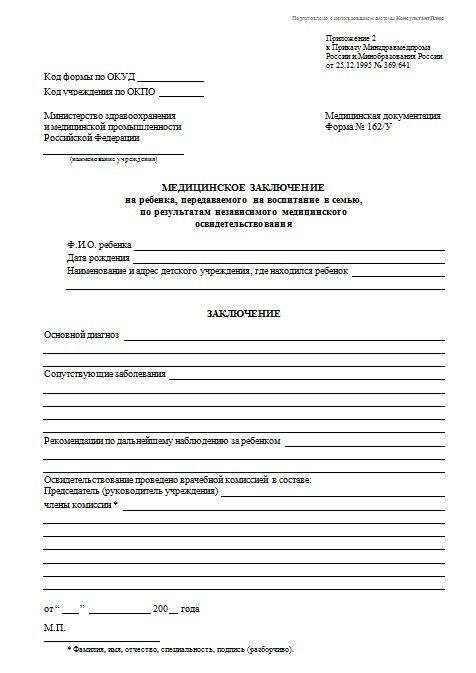 Подготовлено с использованием системы КонсультантПлюс
Приложение 2
к Приказу Минздравмедпрома
России и Минобразования России
от 25.12.1995 № 369/641
Код формы по ОКУД ____________
Код учреждения по ОКПО ________
Министерство здравоохранения
и медицинской промышленности
Российской Федерации
Медицинская документация
Форма № 162/У
(наименование учреждения)
МЕДИЦИНСКОЕ ЗАКЛЮЧЕНИЕ
на ребенка, передаваемого на воспитание в семью,
по результатам независимого медицинского
освидетельствования
Ф.И.О. ребенка
Дата рождения
Наименование и адрес детского учреждения, где находился ребенок
ЗАКЛЮЧЕНИЕ
Основной диагноз
Сопутствующие заболевания
Рекомендации по дальнейшему наблюдению за ребенком
Освидетельствование проведено врачебной комиссией в составе:
Председатель (руководитель учреждения)
члены комиссии *
от “ ___ ” ____________ 200__ года
М.П.
* Фамилия, имя, отчество, специальность, подпись (разборчиво).